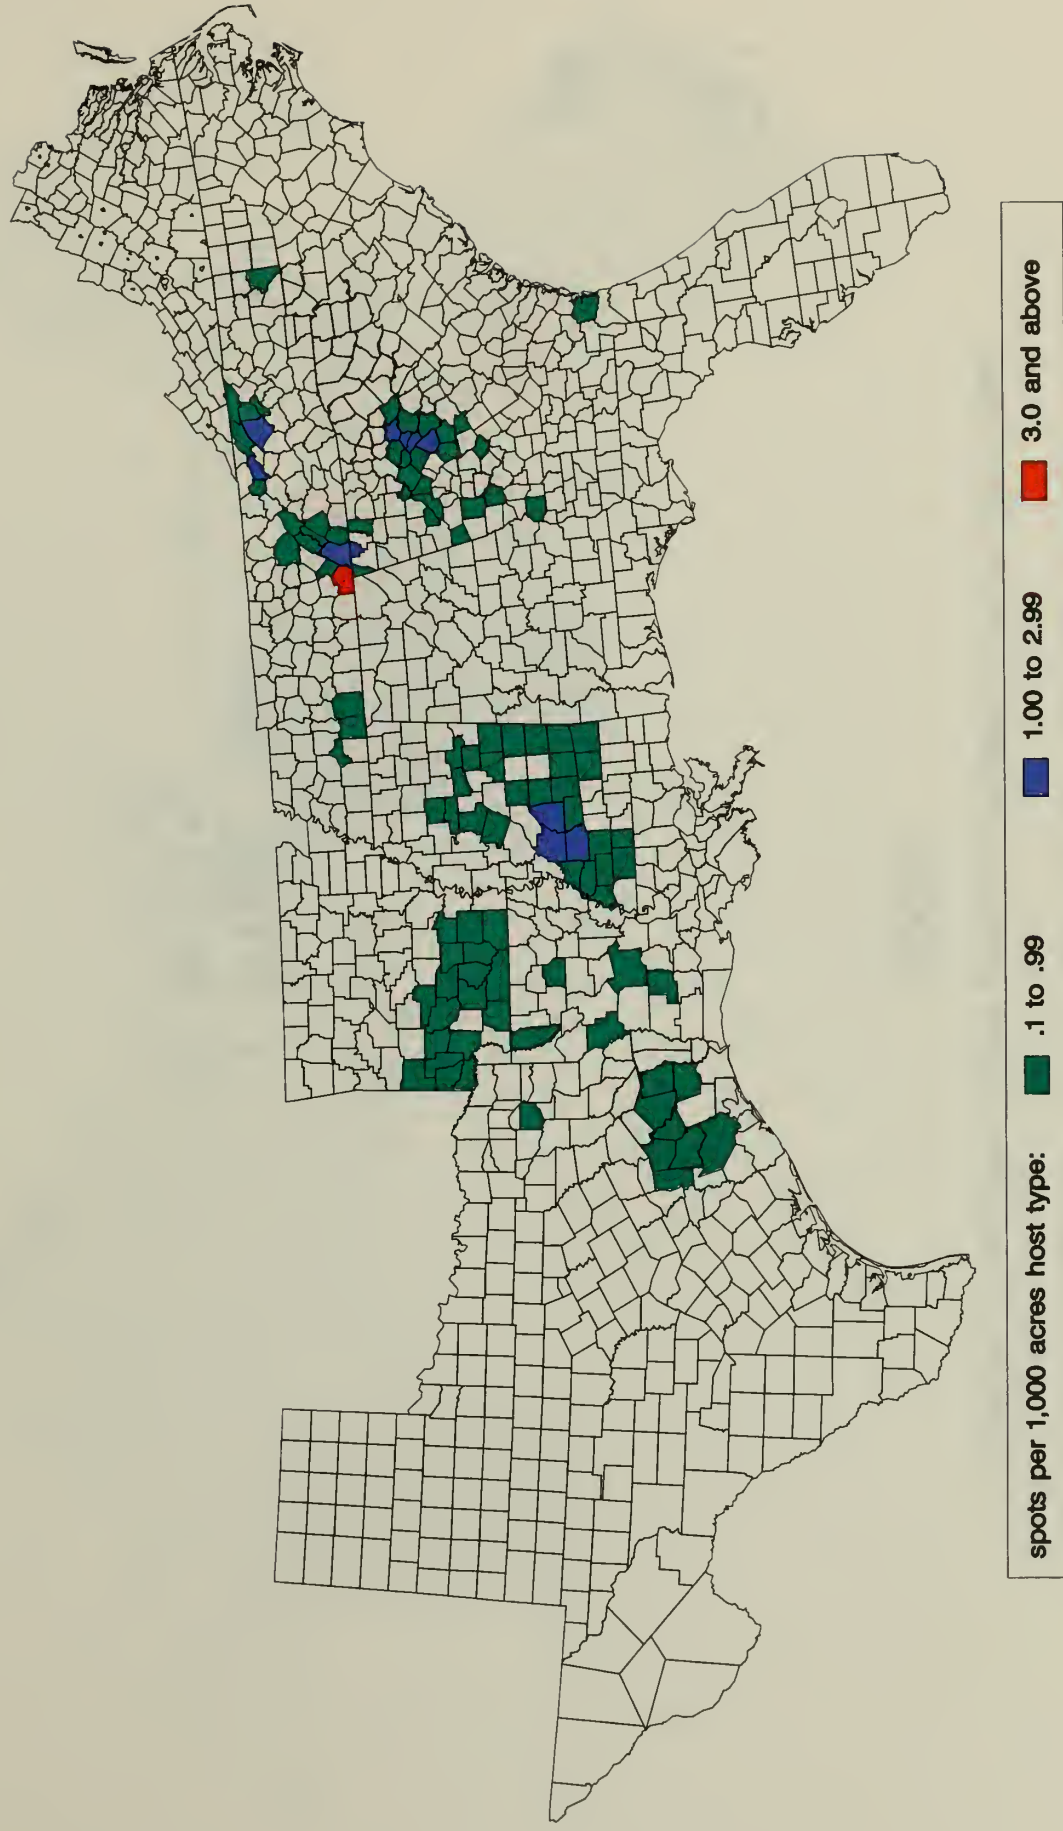 spots per 1,000 acres host type: .1 to .99 1.00 to 2.99 3.0 and above